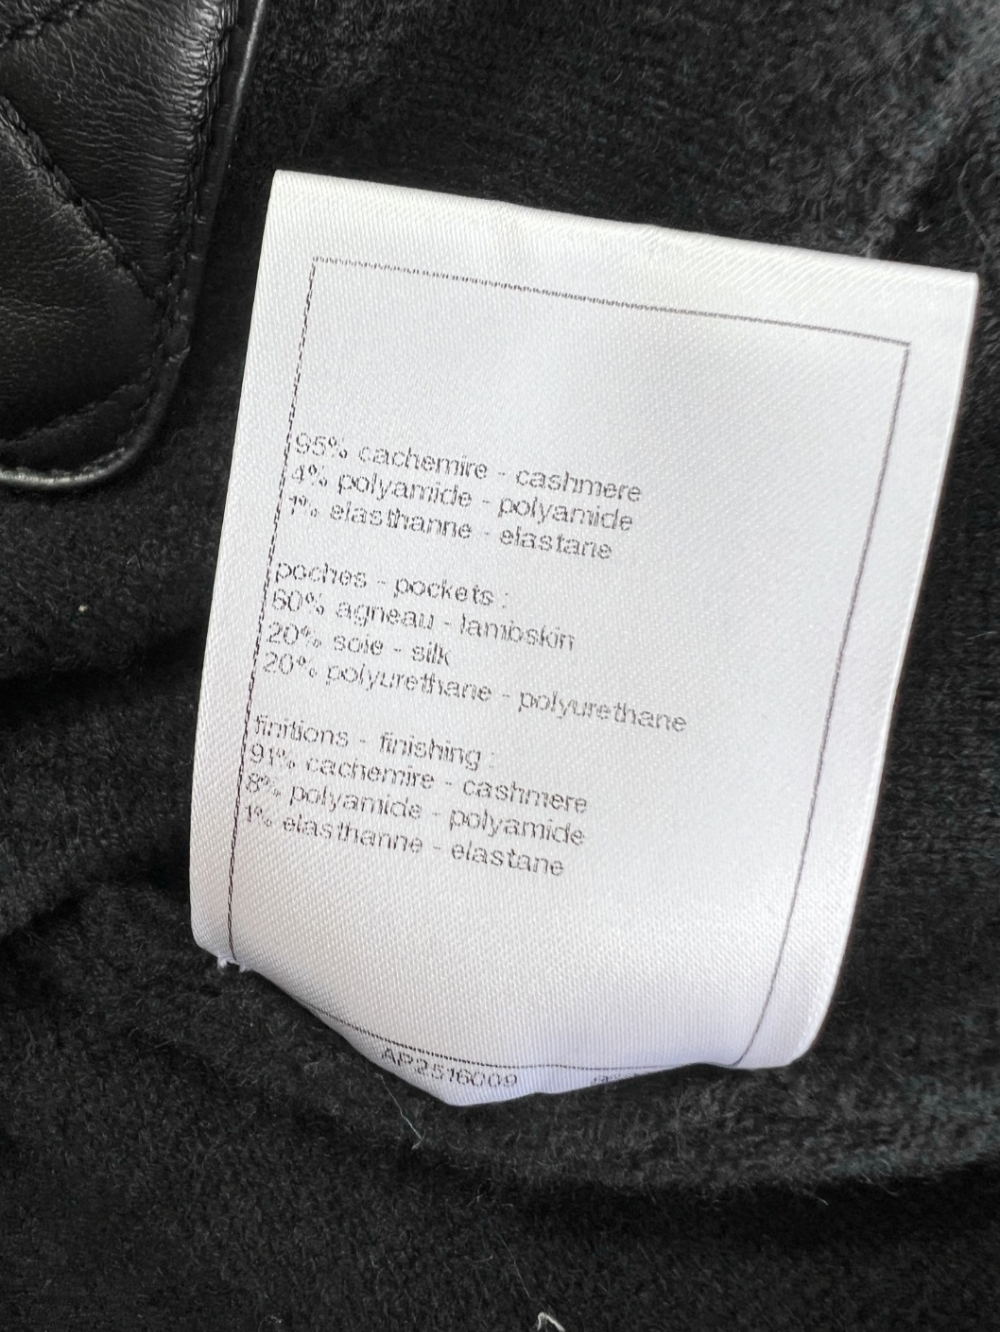 95% cachemire - cashmere
4% polyamide - polyamide
1% elasthanne - elastane
poches - pockets :
60% agneau - lambskin
20% soie - silk
20% polyurethane - polyurethane
finitions - finishing :
91% cachemire - cashmere
8% polyamide - polyamide
1% elasthanne - elastane
AP2516009